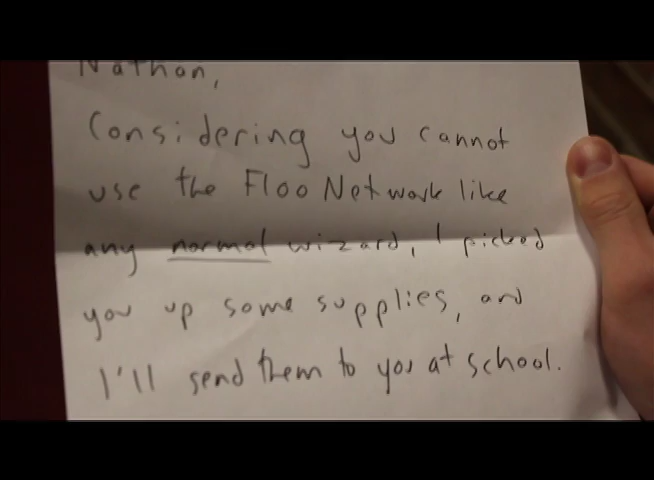 Nathan,
Considering you cannot
use the Floo Network like
any normal wizard, I picked
you up some supplies, and
I'll send them to you at school.